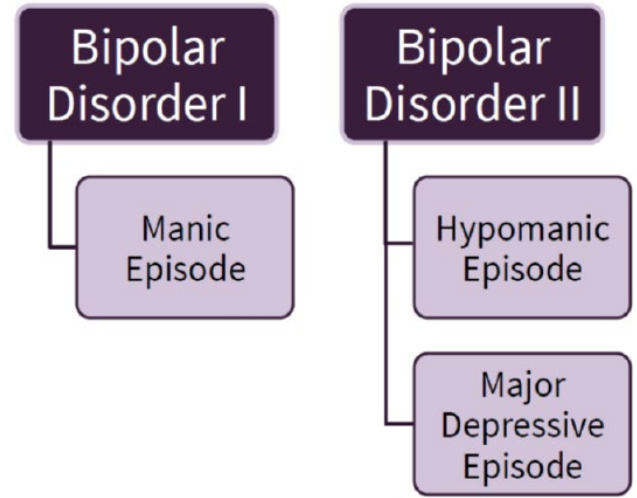 Bipolar
Disorder I
Manic
Episode
Bipolar
Disorder II
Hypomanic
Episode
Major
Depressive
Episode